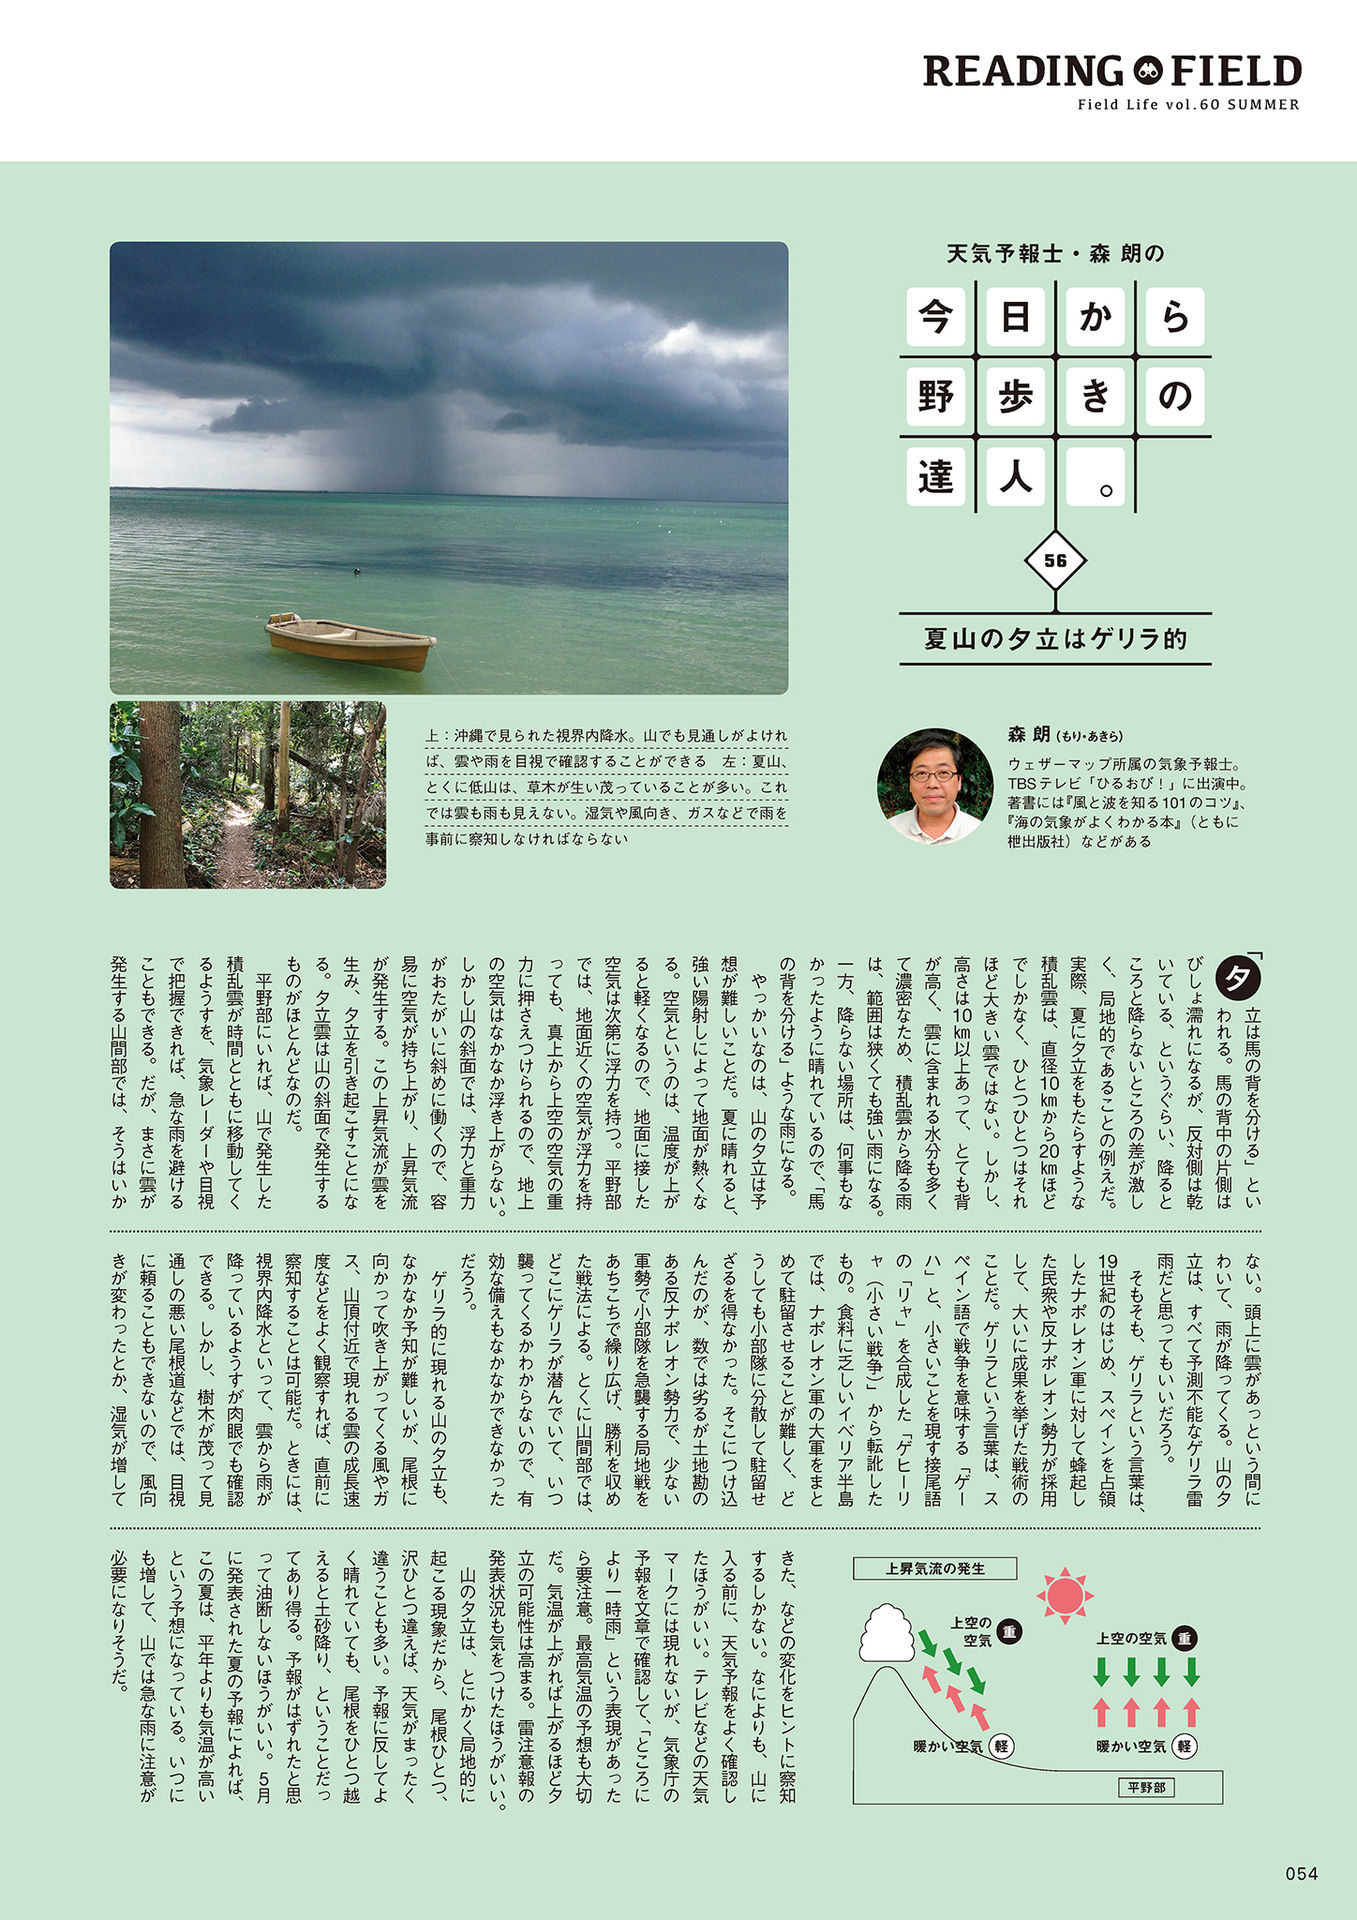 READING FIELD
Field Life vol.60 SUMMER
天気予報士・森 朗の
今日から
野歩きの
達人。
56
夏山の夕立はゲリラ的
上：沖縄で見られた視界内降水。山でも見通しがよけれ
ば、雲や雨を目視で確認することができる　左：夏山、
とくに低山は、草木が生い茂っていることが多い。これ
では雲も雨も見えない。湿気や風向き、ガスなどで雨を
事前に察知しなければならない
森 朗（もり・あきら）
ウェザーマップ所属の気象予報士。
TBSテレビ「ひるおび！」に出演中。
著書には『風と波を知る101のコツ』、
『海の気象がよくわかる本』（ともに
枻出版社）などがある
「夕立は馬の背を分ける」とい
われる。馬の背中の片側は
びしょ濡れになるが、反対側は乾
いている、というぐらい、降ると
ころと降らないところの差が激し
く、局地的であることの例えだ。
実際、夏に夕立をもたらすような
積乱雲は、直径10kmから20kmほど
でしかなく、ひとつひとつはそれ
ほど大きい雲ではない。しかし、
高さは10km以上あって、とても背
が高く、雲に含まれる水分も多く
て濃密なため、積乱雲から降る雨
は、範囲は狭くても強い雨になる。
一方、降らない場所は、何事もな
かったように晴れているので、「馬
の背を分ける」ような雨になる。
やっかいなのは、山の夕立は予
想が難しいことだ。夏に晴れると、
強い陽射しによって地面が熱くな
る。空気というのは、温度が上が
ると軽くなるので、地面に接した
空気は次第に浮力を持つ。平野部
では、地面近くの空気が浮力を持
っても、真上から上空の空気の重
力に押さえつけられるので、地上
の空気はなかなか浮き上がらない。
しかし山の斜面では、浮力と重力
がおたがいに斜めに働くので、容
易に空気が持ち上がり、上昇気流
が発生する。この上昇気流が雲を
生み、夕立を引き起こすことにな
る。夕立雲は山の斜面で発生する
ものがほとんどなのだ。
平野部にいれば、山で発生した
積乱雲が時間とともに移動してく
るようすを、気象レーダーや目視
で把握できれば、急な雨を避ける
こともできる。だが、まさに雲が
発生する山間部では、そうはいか
ない。頭上に雲があっという間に
わいて、雨が降ってくる。山の夕
立は、すべて予測不能なゲリラ雷
雨だと思ってもいいだろう。
そもそも、ゲリラという言葉は、
19世紀のはじめ、スペインを占領
したナポレオン軍に対して蜂起し
た民衆や反ナポレオン勢力が採用
して、大いに成果を挙げた戦術の
ことだ。ゲリラという言葉は、ス
ペイン語で戦争を意味する「ゲー
ハ」と、小さいことを現す接尾語
の「リャ」を合成した「ゲヒーリ
ャ（小さい戦争）」から転訛した
もの。食料に乏しいイベリア半島
では、ナポレオン軍の大軍をまと
めて駐留させることが難しく、ど
うしても小部隊に分散して駐留せ
ざるを得なかった。そこにつけ込
んだのが、数では劣るが土地勘の
ある反ナポレオン勢力で、少ない
軍勢で小部隊を急襲する局地戦を
あちこちで繰り広げ、勝利を収め
た戦法による。とくに山間部では、
どこにゲリラが潜んでいて、いつ
襲ってくるかわからないので、有
効な備えもなかなかできなかった
だろう。
ゲリラ的に現れる山の夕立も、
なかなか予知が難しいが、尾根に
向かって吹き上がってくる風やガ
ス、山頂付近で現れる雲の成長速
度などをよく観察すれば、直前に
察知することは可能だ。ときには、
視界内降水といって、雲から雨が
降っているようすが肉眼でも確認
できる。しかし、樹木が茂って見
通しの悪い尾根道などでは、目視
に頼ることもできないので、風向
きが変わったとか、湿気が増して
きた、などの変化をヒントに察知
するしかない。なによりも、山に
入る前に、天気予報をよく確認し
たほうがいい。テレビなどの天気
マークには現れないが、気象庁の
予報を文章で確認して、「ところに
より一時雨」という表現があった
ら要注意。最高気温の予想も大切
だ。気温が上がれば上がるほど夕
立の可能性は高まる。雷注意報の
発表状況も気をつけたほうがいい。
山の夕立は、とにかく局地的に
起こる現象だから、尾根ひとつ、
沢ひとつ違えば、天気がまったく
違うことも多い。予報に反してよ
く晴れていても、尾根をひとつ越
えると土砂降り、ということだっ
てあり得る。予報がはずれたと思
って油断しないほうがいい。5月
に発表された夏の予報によれば、
この夏は、平年よりも気温が高い
という予想になっている。いつに
も増して、山では急な雨に注意が
必要になりそうだ。
上昇気流の発生
上空の
空気 重
上空の空気 重
暖かい空気 軽
暖かい空気 軽
平野部
054